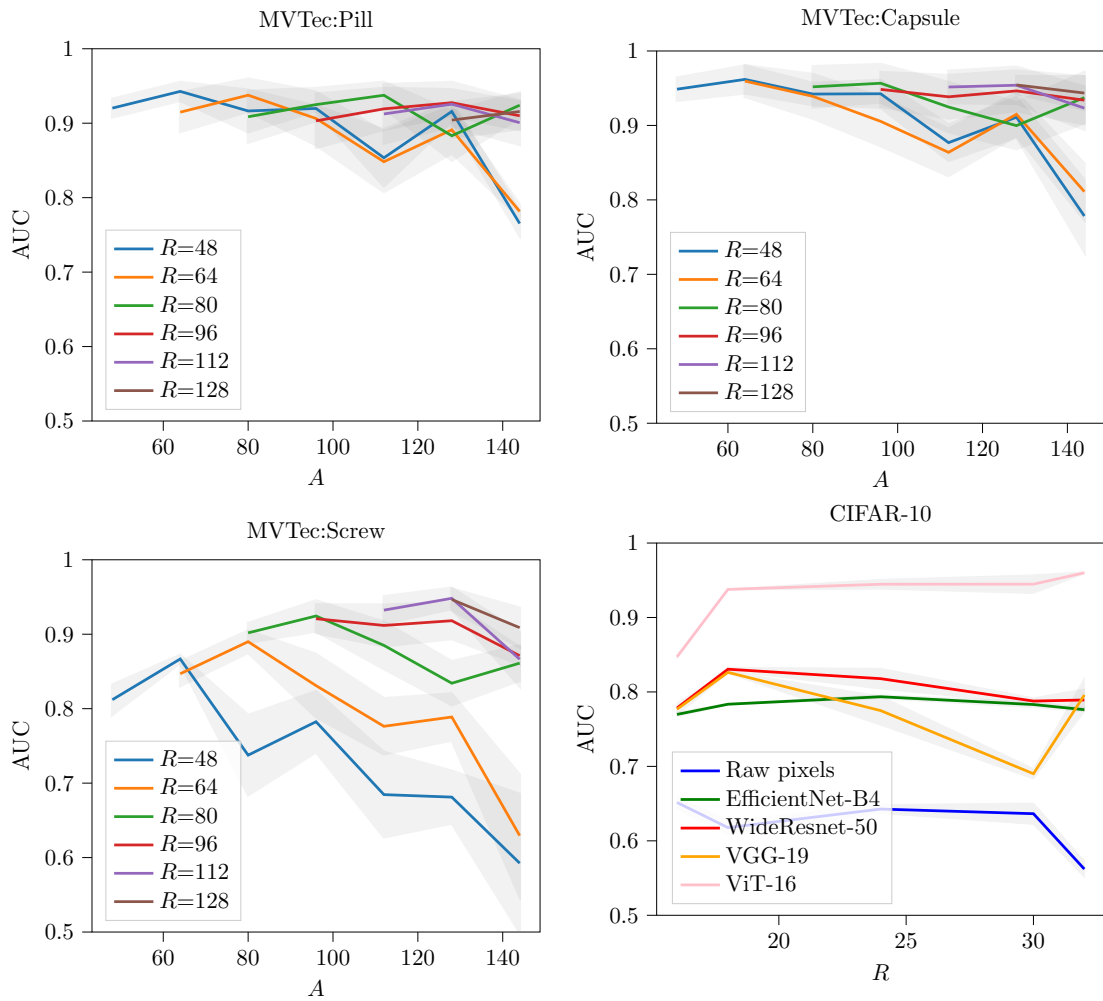 MVTec:Pill
1
0.9
0.8
0.7
0.6
0.5
AUC
R=48
R=64
R=80
R=96
R=112
R=128
60
80
100
120
140
A
MVTec:Capsule
1
0.9
0.8
0.7
0.6
0.5
AUC
R=48
R=64
R=80
R=96
R=112
R=128
60
80
100
120
140
A
MVTec:Screw
1
0.9
0.8
0.7
0.6
0.5
AUC
R=48
R=64
R=80
R=96
R=112
R=128
60
80
100
120
140
A
CIFAR-10
1
0.9
0.8
0.7
0.6
0.5
AUC
Raw pixels
EfficientNet-B4
WideResnet-50
VGG-19
ViT-16
20
25
30
R